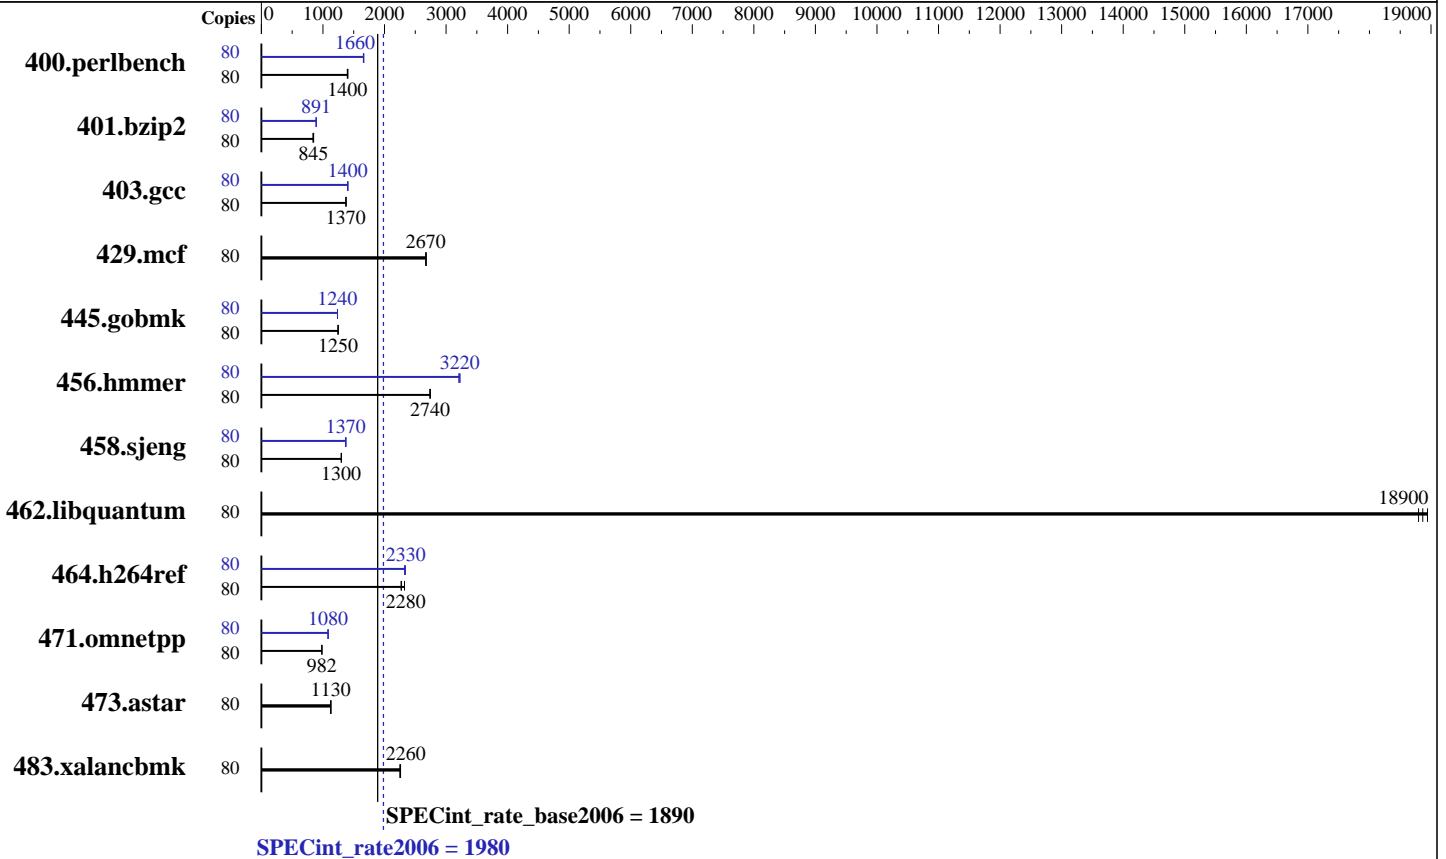 Copies 0 1000 2000 3000 4000 5000 6000 7000 8000 9000 10000 11000 12000 13000 14000 15000 16000 17000 19000
400.perlbench 80 1660
80 1400
401.bzip2 80 891
80 845
403.gcc 80 1400
80 1370
429.mcf 80 2670
445.gobmk 80 1240
80 1250
456.hmmer 80 3220
80 2740
458.sjeng 80 1370
80 1300
462.libquantum 80 18900
464.h264ref 80 2330
80 2280
471.omnetpp 80 1080
80 982
473.astar 80 1130
483.xalancbmk 80 2260
SPECint_rate_base2006 = 1890
SPECint_rate2006 = 1980